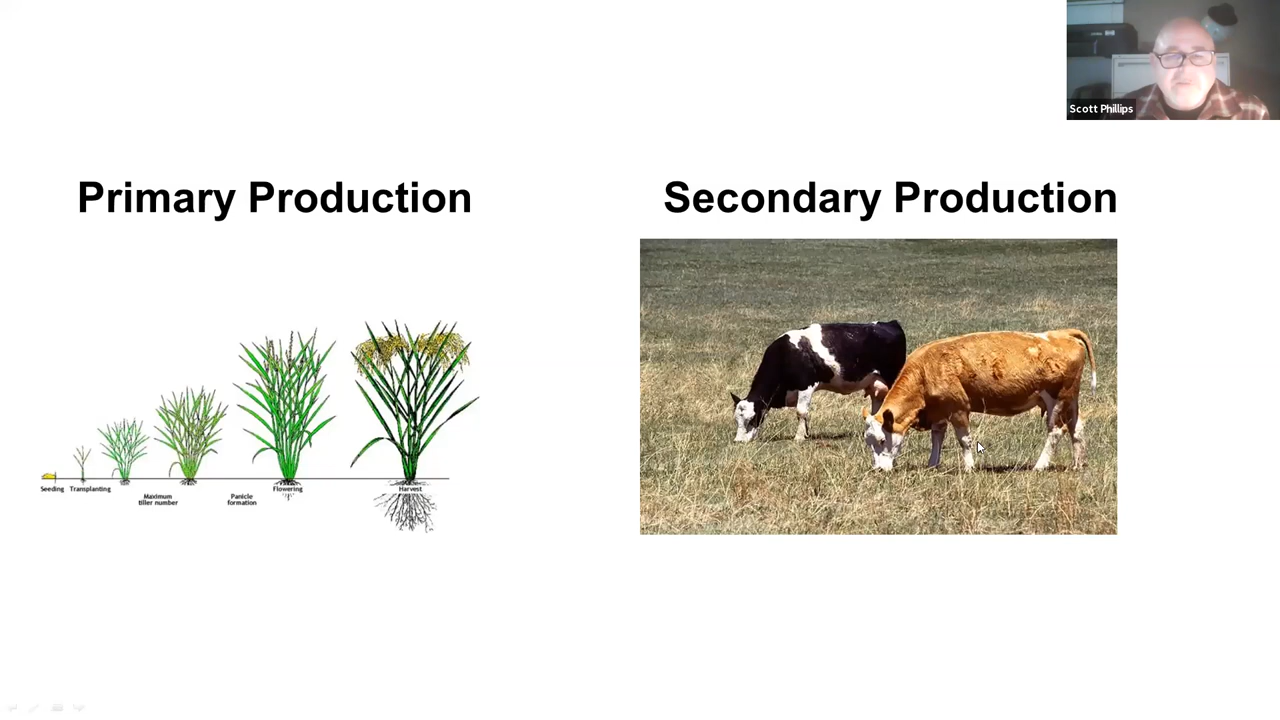 Scott Phillips
Primary Production
Secondary Production
Seeding
Transplanting
Maximum
tiller number
Panicle
formation
Flowering
Harvest